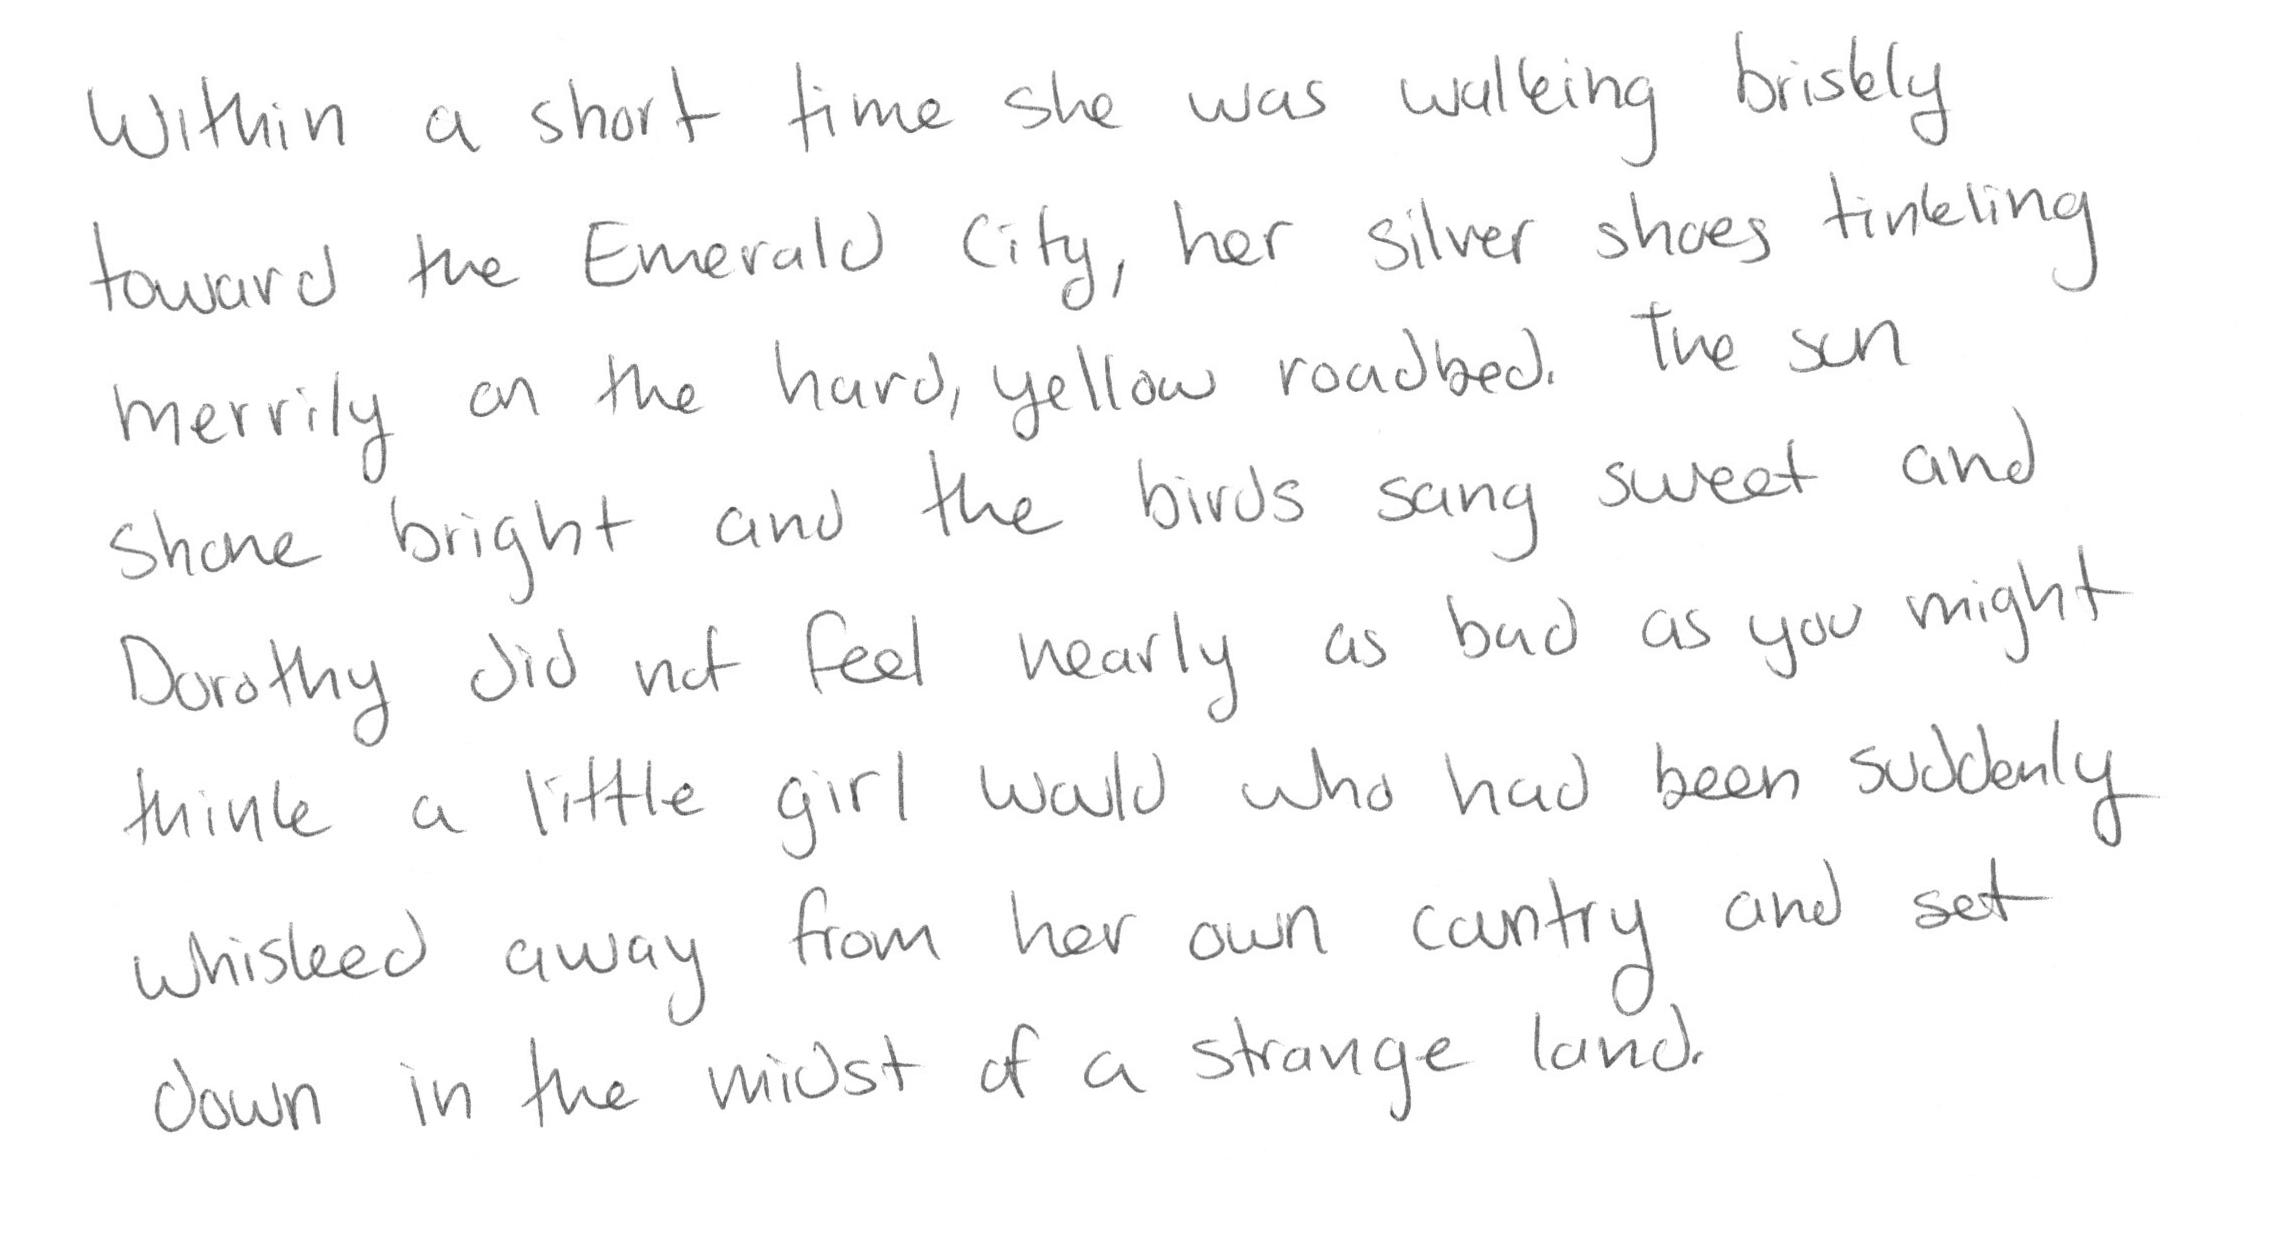 Within a short time she was walking briskly
toward the Emerald City, her silver shoes tinkling
merrily on the hard, yellow roadbed. The sun
shone bright and the birds sang sweet and
Dorothy did not feel nearly as bad as you might
think a little girl would who had been suddenly
whisked away from her own country and set
down in the midst of a strange land.